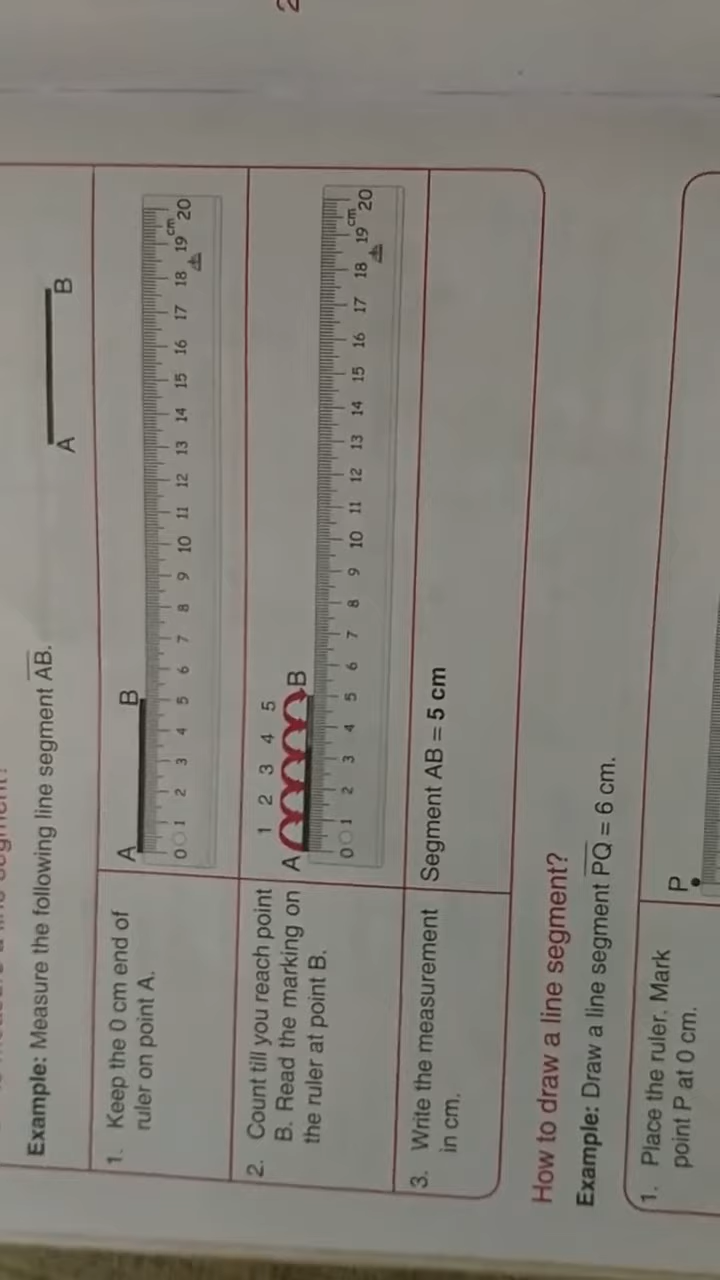 Example: Measure the following line segment AB.
A B
1. Keep the 0 cm end of
ruler on point A.
A B
0 1 2 3 4 5 6 7 8 9 10 11 12 13 14 15 16 17 18 19 cm 20
2. Count till you reach point
B. Read the marking on
the ruler at point B.
1 2 3 4 5
A B
0 1 2 3 4 5 6 7 8 9 10 11 12 13 14 15 16 17 18 19 cm 20
3. Write the measurement
in cm.
Segment AB = 5 cm
How to draw a line segment?
Example: Draw a line segment PQ = 6 cm.
1. Place the ruler. Mark
point P at 0 cm.
P